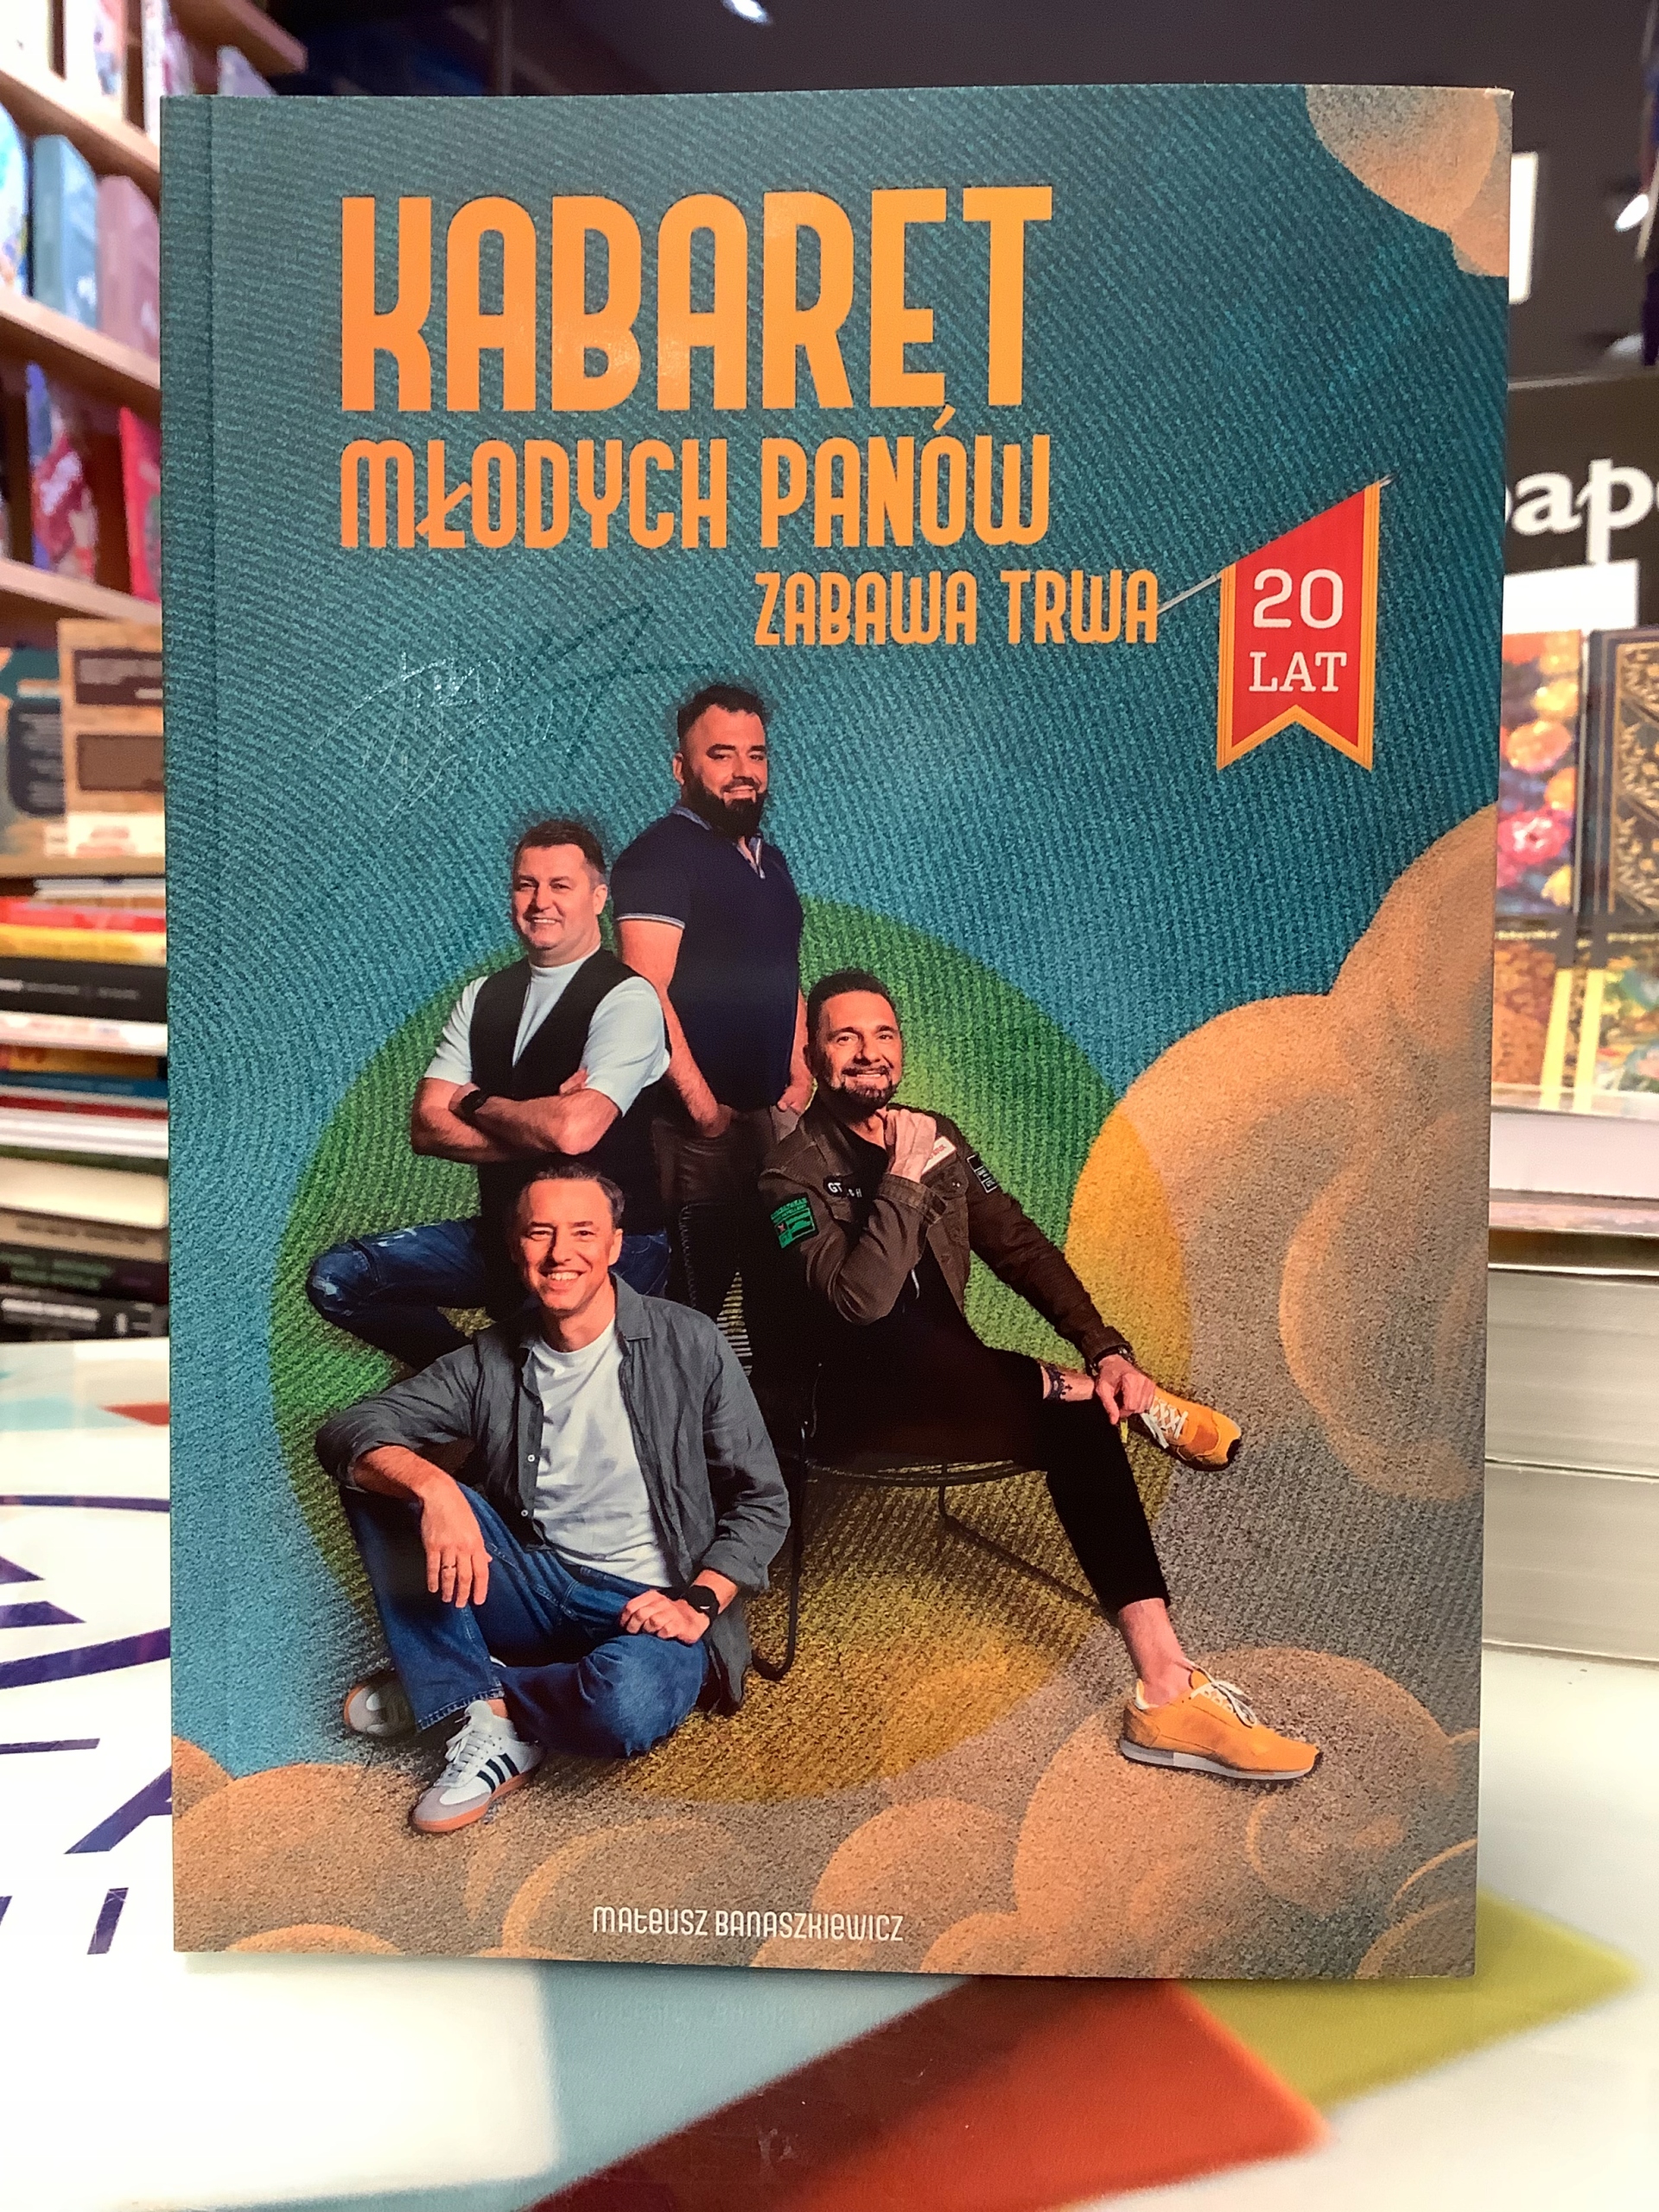 KABARET
MŁODYCH PANÓW
ZABAWA TRWA
20
LAT
MATEUSZ BANASZKIEWICZ